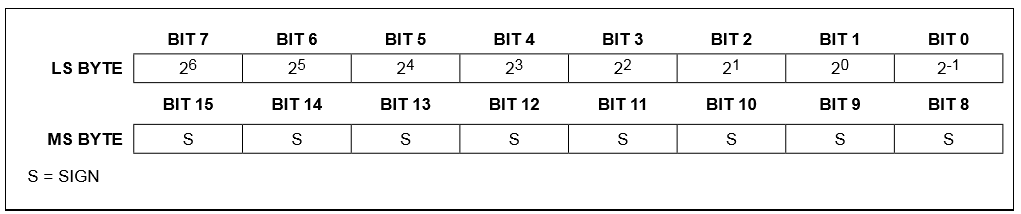 BIT 7 BIT 6 BIT 5 BIT 4 BIT 3 BIT 2 BIT 1 BIT 0
LS BYTE 2⁶ 2⁵ 2⁴ 2³ 2² 2¹ 2⁰ 2⁻¹
BIT 15 BIT 14 BIT 13 BIT 12 BIT 11 BIT 10 BIT 9 BIT 8
MS BYTE S S S S S S S S
S = SIGN